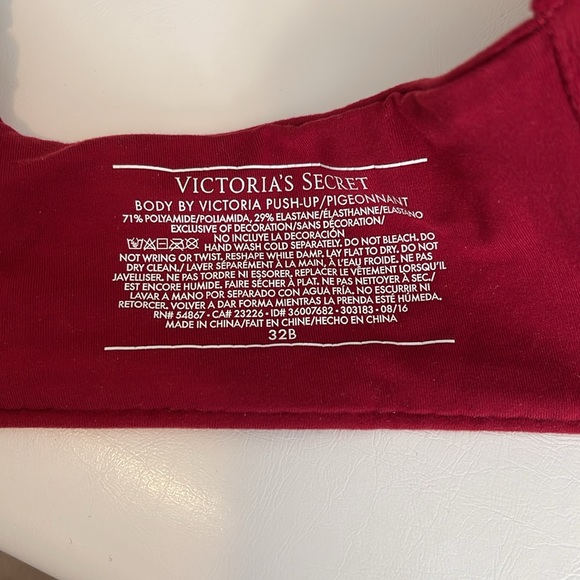 VICTORIA'S SECRET
BODY BY VICTORIA PUSH-UP/PIGEONNANT
71% POLYAMIDE/POLIAMIDA, 29% ELASTANE/ÉLASTHANNE/ELASTANO
EXCLUSIVE OF DECORATION/SANS DÉCORATION/
NO INCLUYE LA DECORACIÓN
HAND WASH COLD SEPARATELY. DO NOT BLEACH. DO
NOT WRING OR TWIST. RESHAPE WHILE DAMP. LAY FLAT TO DRY. DO NOT
DRY CLEAN./ LAVER SÉPARÉMENT À LA MAIN, À L'EAU FROIDE. NE PAS
JAVELLISER. NE PAS TORDRE NI ESSORER. REPLACER LE VÊTEMENT LORSQU'IL
EST ENCORE HUMIDE. FAIRE SÉCHER À PLAT. NE PAS NETTOYER À SEC./
LAVAR A MANO POR SEPARADO CON AGUA FRÍA. NO ESCURRIR NI
RETORCER. VOLVER A DAR FORMA MIENTRAS LA PRENDA ESTÉ HÚMEDA.
RN# 54867 - CA# 23226 - ID# 36007682 - 303183 - 08/16
MADE IN CHINA/FAIT EN CHINE/HECHO EN CHINA
32B